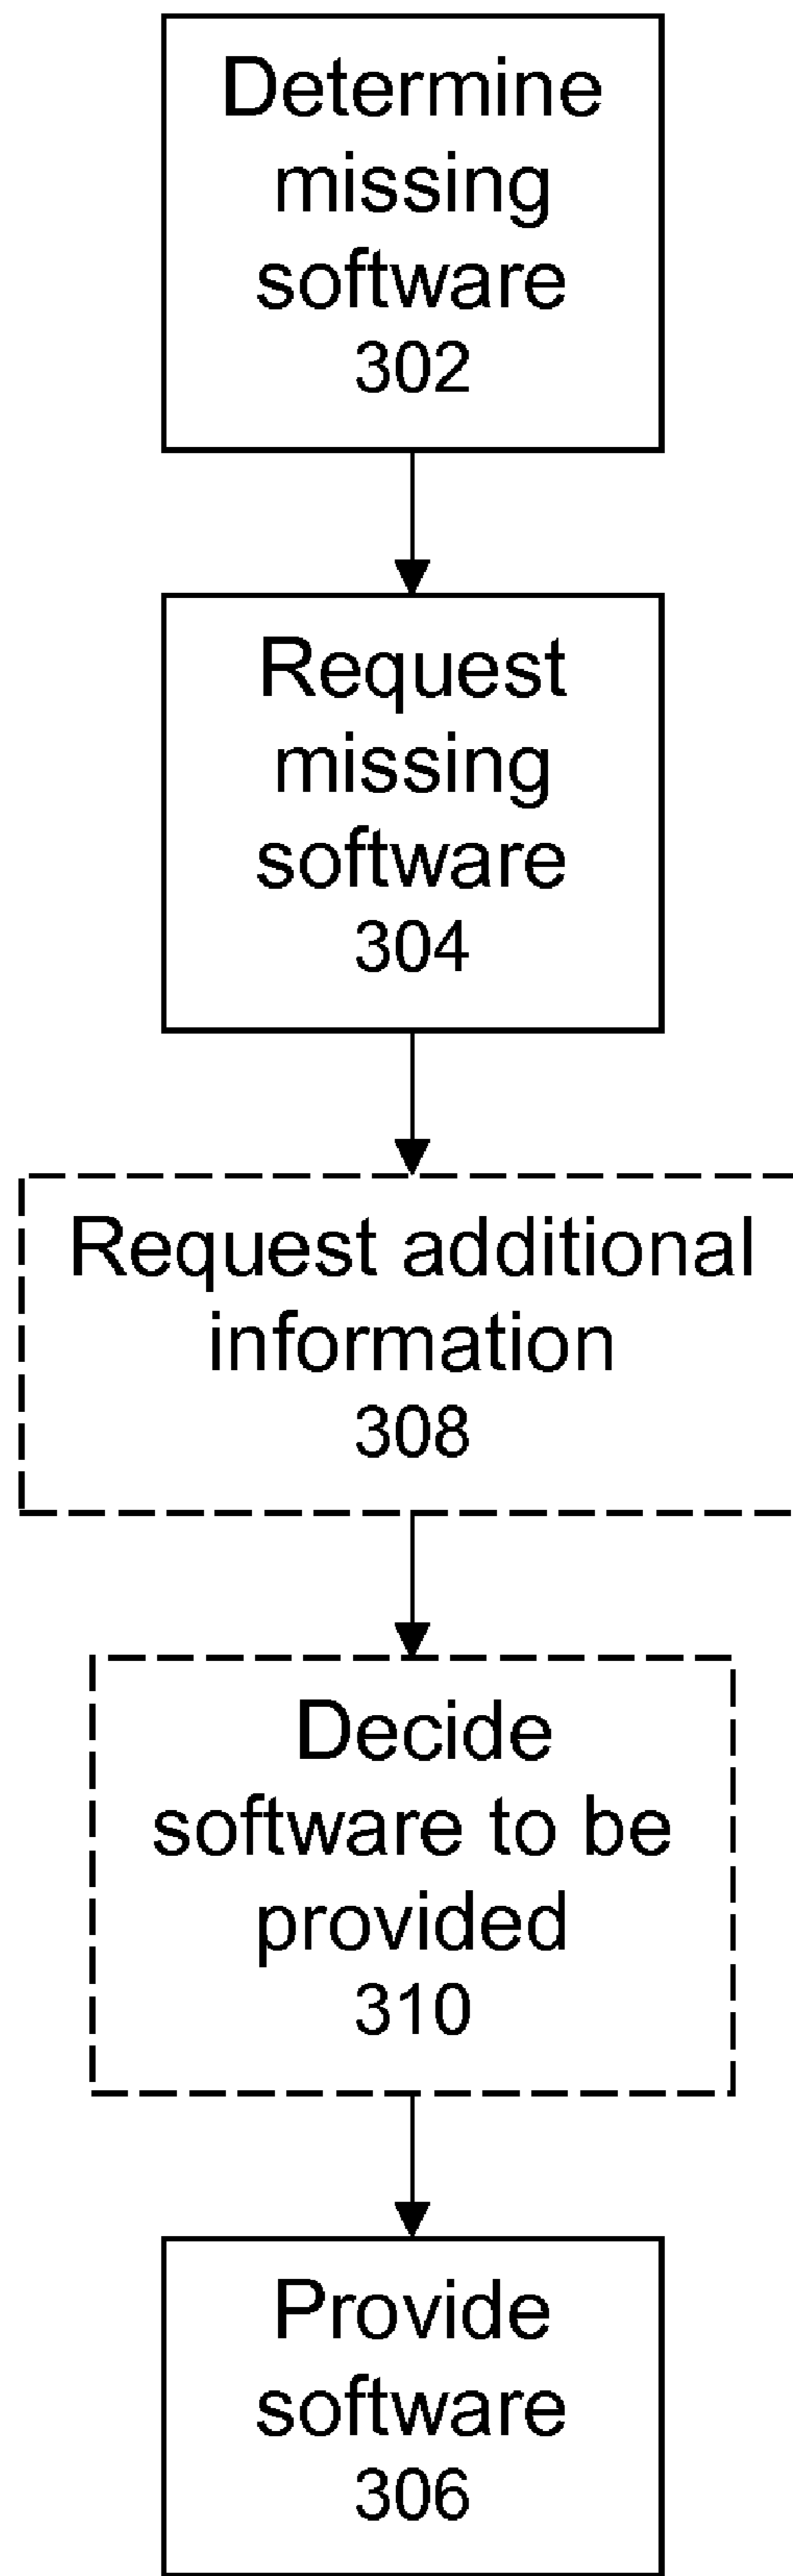 Determine
missing
software
302
Request
missing
software
304
Request additional
information
308
Decide
software to be
provided
310
Provide
software
306